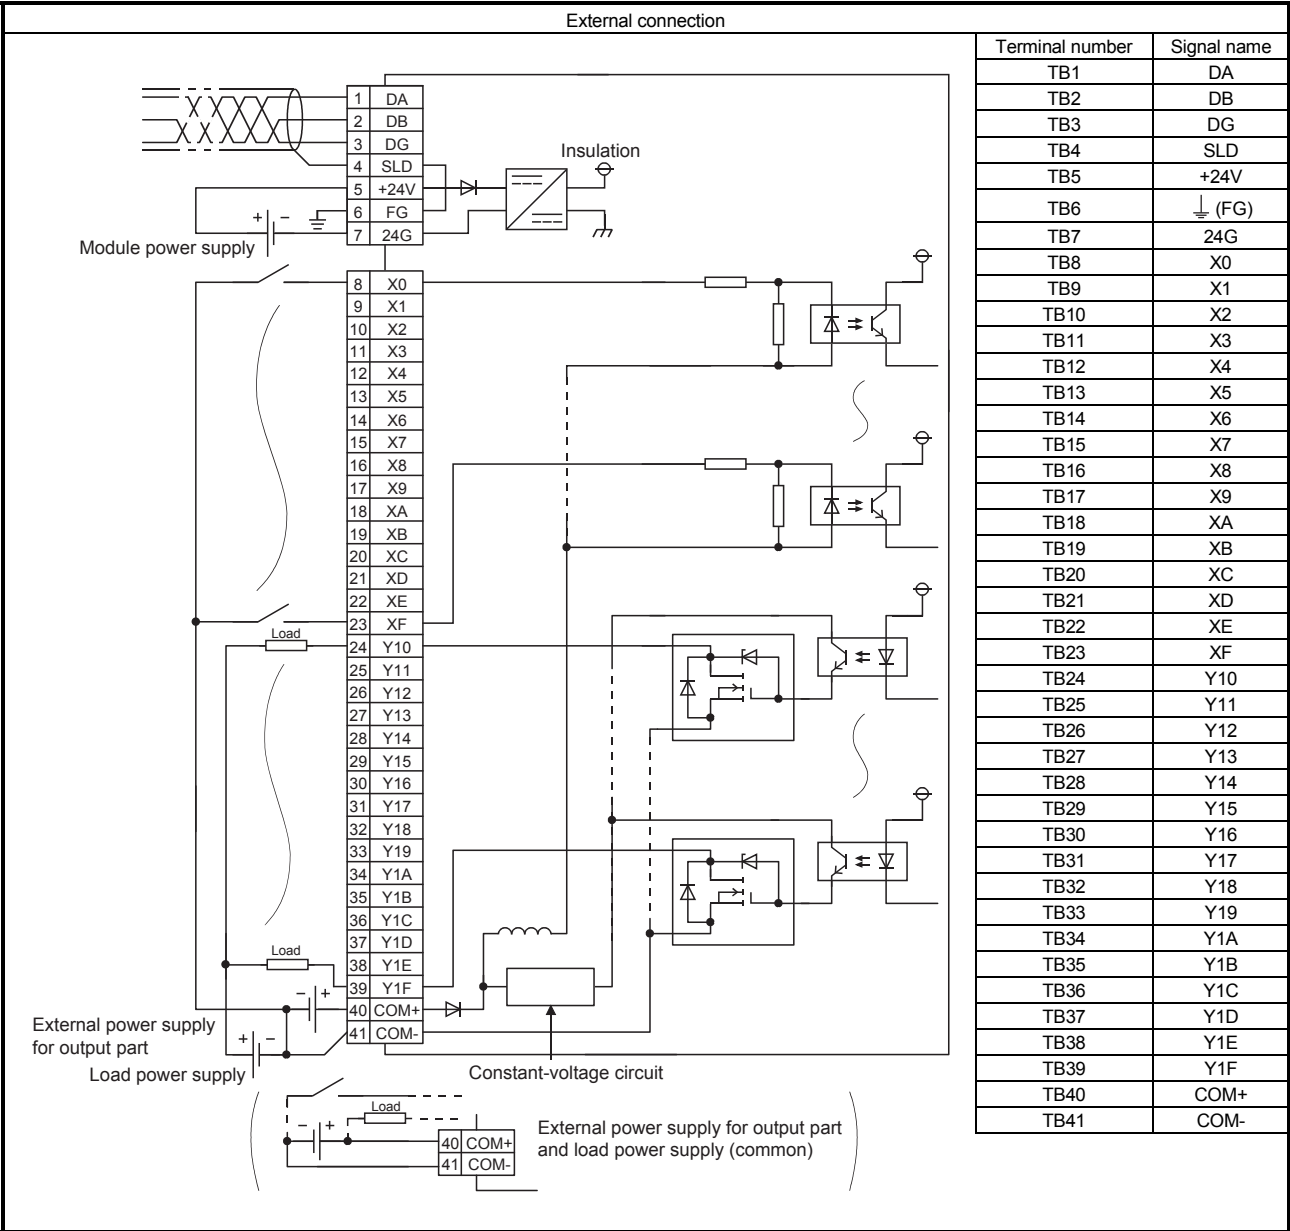 External connection
1 DA
2 DB
3 DG
4 SLD
5 +24V
6 FG
7 24G
Insulation
+ −
Module power supply
8 X0
9 X1
10 X2
11 X3
12 X4
13 X5
14 X6
15 X7
16 X8
17 X9
18 XA
19 XB
20 XC
21 XD
22 XE
23 XF
Load
24 Y10
25 Y11
26 Y12
27 Y13
28 Y14
29 Y15
30 Y16
31 Y17
32 Y18
33 Y19
34 Y1A
35 Y1B
36 Y1C
37 Y1D
38 Y1E
39 Y1F
40 COM+
41 COM-
Load
− +
External power supply
for output part
+ −
Load power supply
Constant-voltage circuit
Load
− +
40 COM+
41 COM-
External power supply for output part
and load power supply (common)
Terminal number Signal name
TB1 DA
TB2 DB
TB3 DG
TB4 SLD
TB5 +24V
TB6 (FG)
TB7 24G
TB8 X0
TB9 X1
TB10 X2
TB11 X3
TB12 X4
TB13 X5
TB14 X6
TB15 X7
TB16 X8
TB17 X9
TB18 XA
TB19 XB
TB20 XC
TB21 XD
TB22 XE
TB23 XF
TB24 Y10
TB25 Y11
TB26 Y12
TB27 Y13
TB28 Y14
TB29 Y15
TB30 Y16
TB31 Y17
TB32 Y18
TB33 Y19
TB34 Y1A
TB35 Y1B
TB36 Y1C
TB37 Y1D
TB38 Y1E
TB39 Y1F
TB40 COM+
TB41 COM-